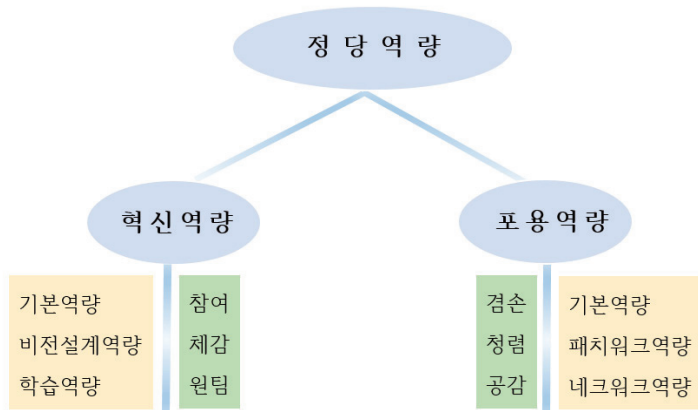 정 당 역 량
혁신역량
포용역량
기본역량
비전설계역량
학습역량
참여
체감
원팀
겸손
청렴
공감
기본역량
패치워크역량
네크워크역량